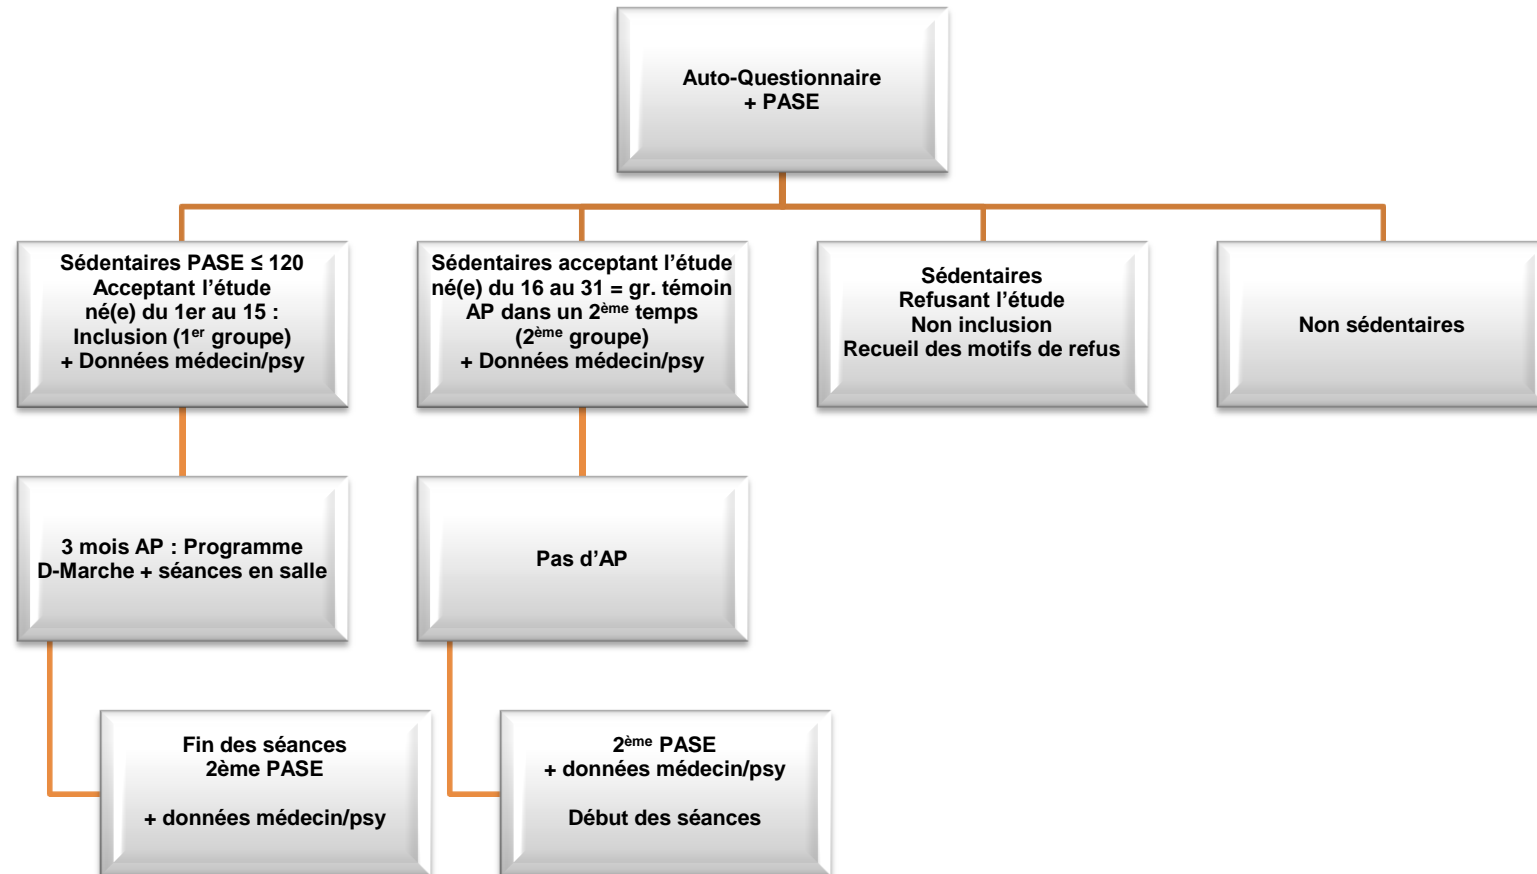 Auto-Questionnaire
+ PASE
Sédentaires PASE ≤ 120
Acceptant l’étude
né(e) du 1er au 15 :
Inclusion (1er groupe)
+ Données médecin/psy
Sédentaires acceptant l’étude
né(e) du 16 au 31 = gr. témoin
AP dans un 2ème temps
(2ème groupe)
+ Données médecin/psy
Sédentaires
Refusant l’étude
Non inclusion
Recueil des motifs de refus
Non sédentaires
3 mois AP : Programme
D-Marche + séances en salle
Pas d’AP
Fin des séances
2ème PASE
+ données médecin/psy
2ème PASE
+ données médecin/psy
Début des séances